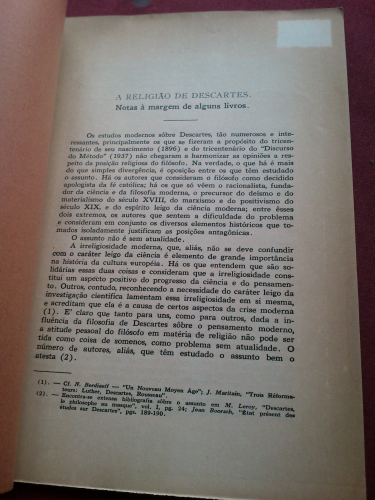 A RELIGIÃO DE DESCARTES.
Notas à margem de alguns livros.
Os estudos modernos sôbre Descartes, tão numerosos e inte-
ressantes, principalmente os que se fizeram a propósito do tricen-
tenário de seu nascimento (1896) e do tricentenário do "Discurso
do Método" (1937) não chegaram a harmonizar as opiniões a res-
peito da posição religiosa do filósofo. Na verdade, o que há é mais
do que simples divergência, é oposição entre os que têm estudado
o assunto. Há os autores que consideram o filósofo como decidido
apologista da fé católica; há os que só vêem o racionalista, funda-
dor da ciência e da filosofia moderna, o precursor do deismo e do
materialismo do século XVIII, do marxismo e do positivismo do
século XIX, e do espírito leigo da ciência moderna; entre êsses
dois extremos, os autores que sentem a dificuldade do problema
e consideram em conjunto os diversos elementos históricos que to-
mados isoladamente justificam as posições antagônicas.
O assunto não é sem atualidade.
A irreligiosidade moderna, que, aliás, não se deve confundir
com o caráter leigo da ciência é elemento de grande importância
na história da cultura européia. Há os que entendem que são so-
lidárias essas duas coisas e consideram que a irreligiosidade cons-
titui um aspecto positivo do progresso da ciência e do pensamen-
to. Outros, contudo, reconhecendo a necessidade do caráter leigo da
investigação científica lamentam essa irreligiosidade em si mesma,
e acreditam que ela é a causa de certos aspectos da crise moderna
(1). E' claro que tanto para uns, como para outros, dada a in-
fluência da filosofia de Descartes sôbre o pensamento moderno,
a atitude pessoal do filósofo em matéria de religião não pode ser
tida como coisa de somenos, como problema sem atualidade. O
número de autores, aliás, que têm estudado o assunto bem o
atesta (2).
(1). — Cf. N. Berdiaeff — "Un Nouveau Moyen Âge"; J. Maritain, "Trois Réforma-
teurs: Luther, Descartes, Rousseau".
(2). — Encontra-se extensa bibliografia sôbre o assunto em M. Leroy, "Descartes,
le philosophe au masque", vol. I, pg. 24; Jean Boorsch, "État présent des
études sur Descartes", pgs. 189-190.